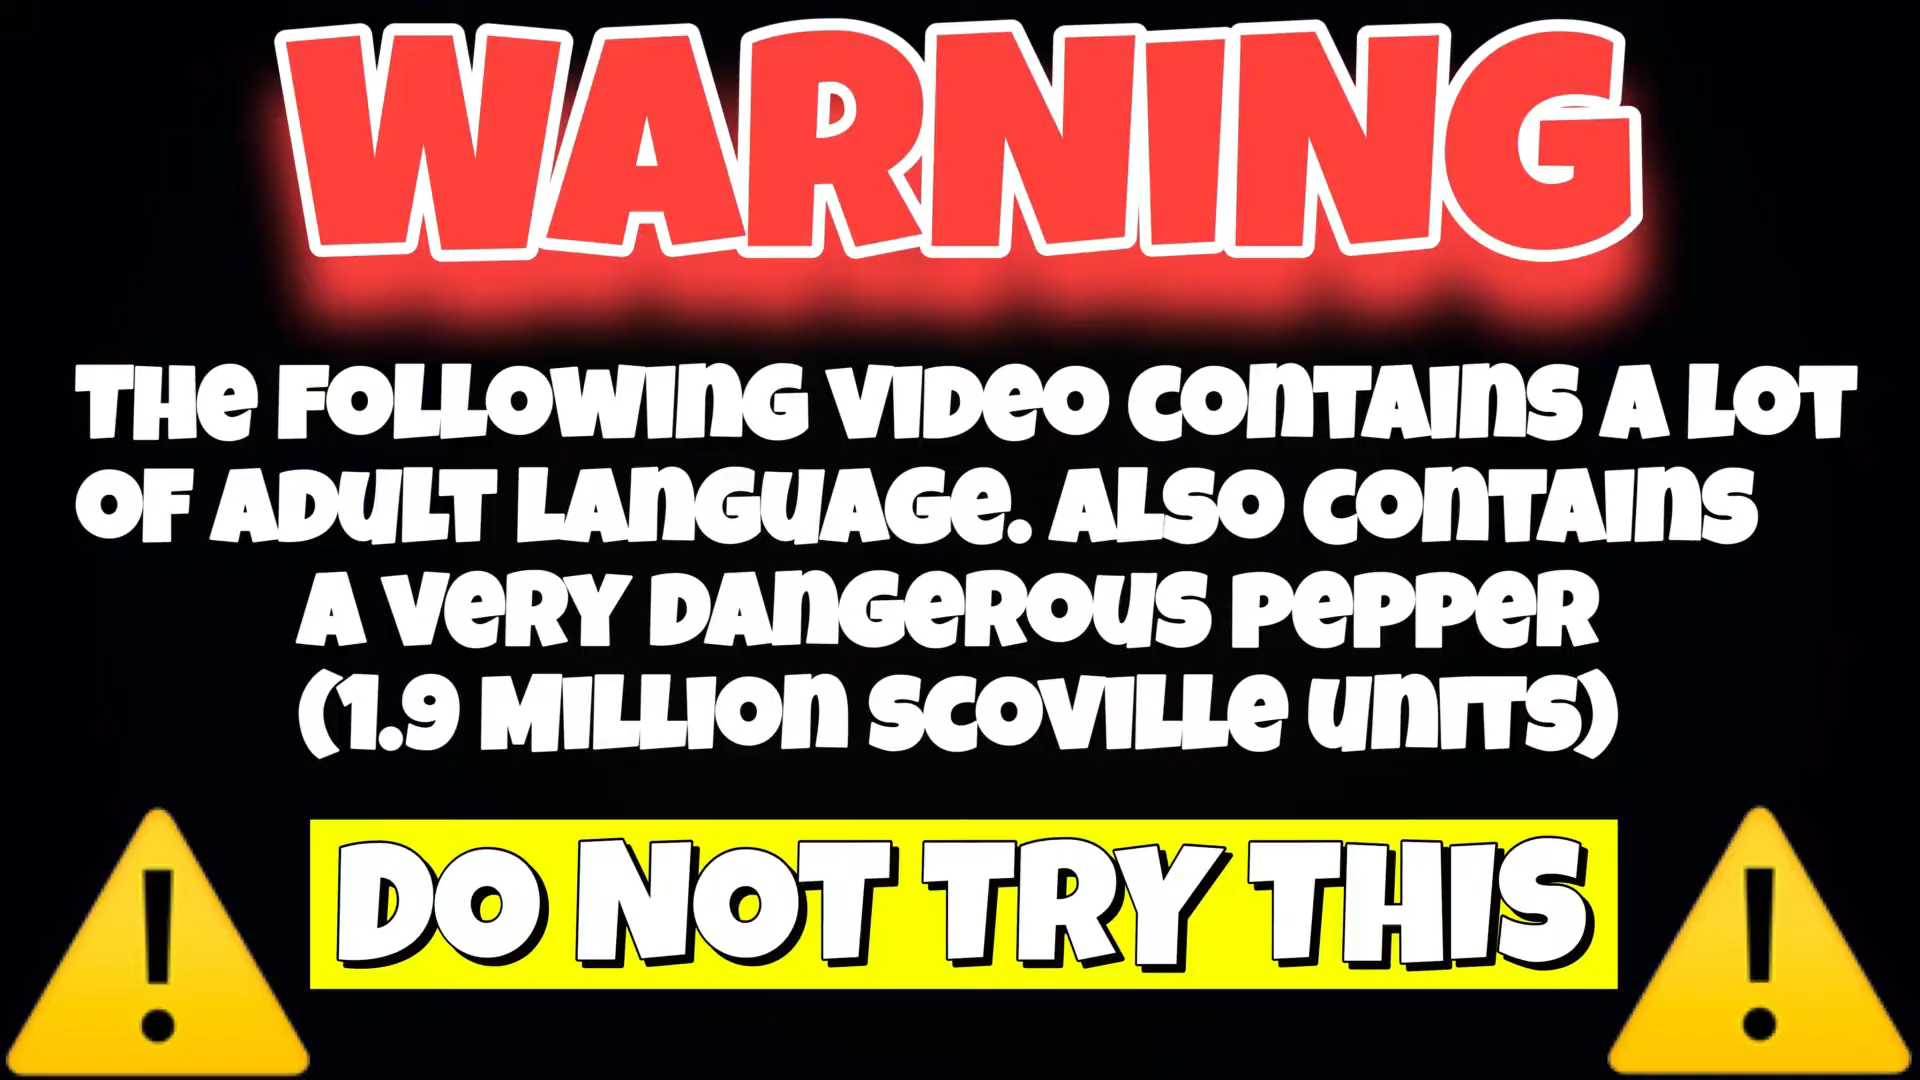 WARNING
THE FOLLOWING VIDEO CONTAINS A LOT
OF ADULT LANGUAGE. ALSO CONTAINS
A VERY DANGEROUS PEPPER
(1.9 MILLION SCOVILLE UNITS)
DO NOT TRY THIS